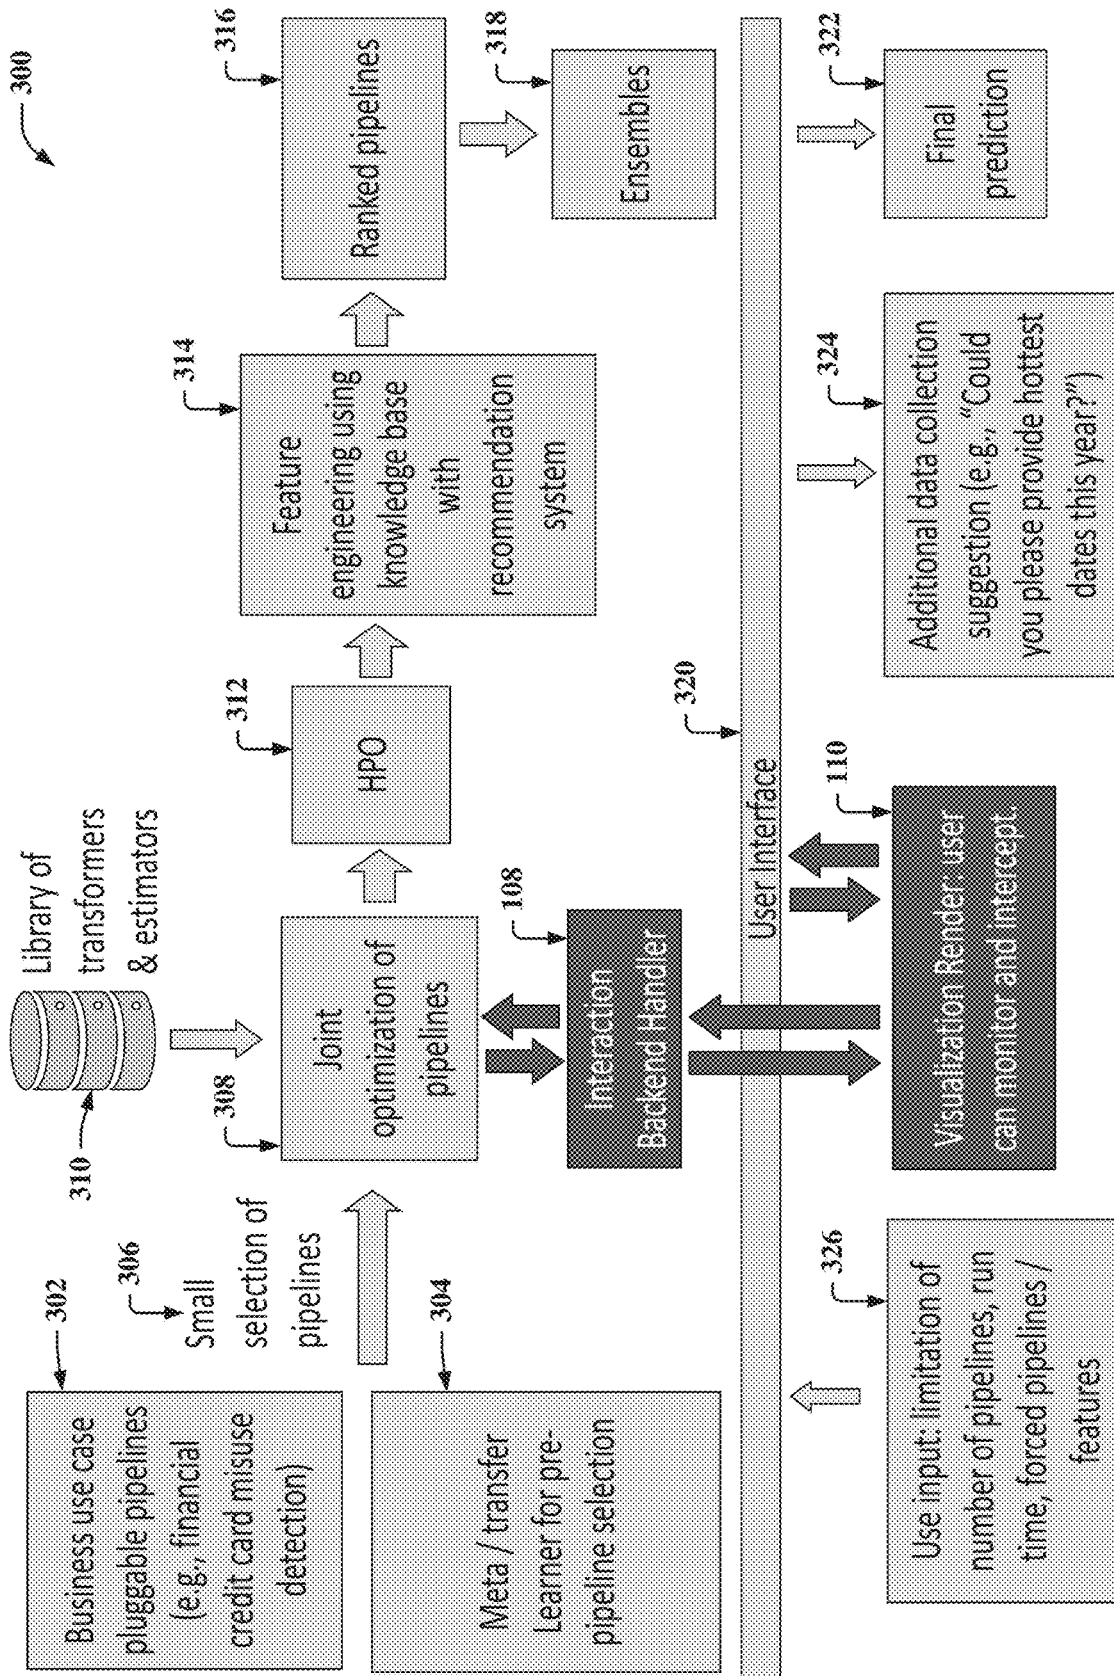 300
310
Library of
transformers
& estimators
302
Business use case
pluggable pipelines
(e.g., financial
credit card misuse
detection)
306
Small
selection of
pipelines
304
Meta / transfer
Learner for pre-
pipeline selection
308
Joint
optimization of
pipelines
312
HPO
314
Feature
engineering using
knowledge base
with
recommendation
system
316
Ranked pipelines
318
Ensembles
108
Interaction
Backend Handler
320
User Interface
326
Use input: limitation of
number of pipelines, run
time, forced pipelines /
features
110
Visualization Render: user
can monitor and intercept.
324
Additional data collection
suggestion (e.g., “Could
you please provide hottest
dates this year?”)
322
Final
prediction